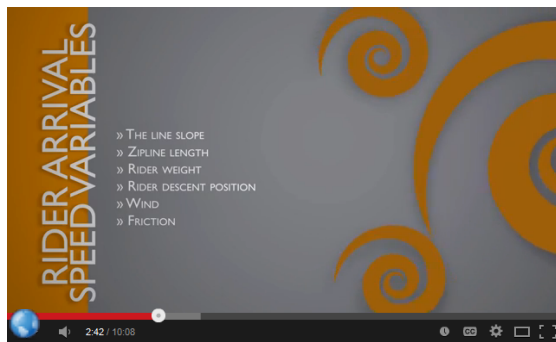 RIDER ARRIVAL
SPEED VARIABLES
» THE LINE SLOPE
» ZIPLINE LENGTH
» RIDER WEIGHT
» RIDER DESCENT POSITION
» WIND
» FRICTION
2:42 / 10:08
CC